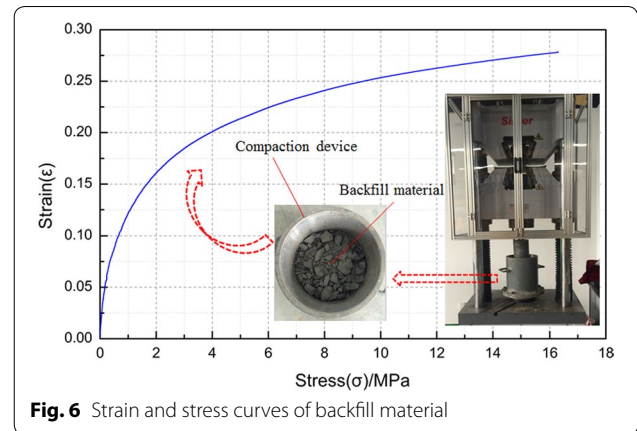 0.30
0.25
0.20
0.15
0.10
0.05
0.00
Strain(ε)
Compaction device
Backfill material
0 2 4 6 8 10 12 14 16 18
Stress(σ)/MPa
Fig. 6 Strain and stress curves of backfill material